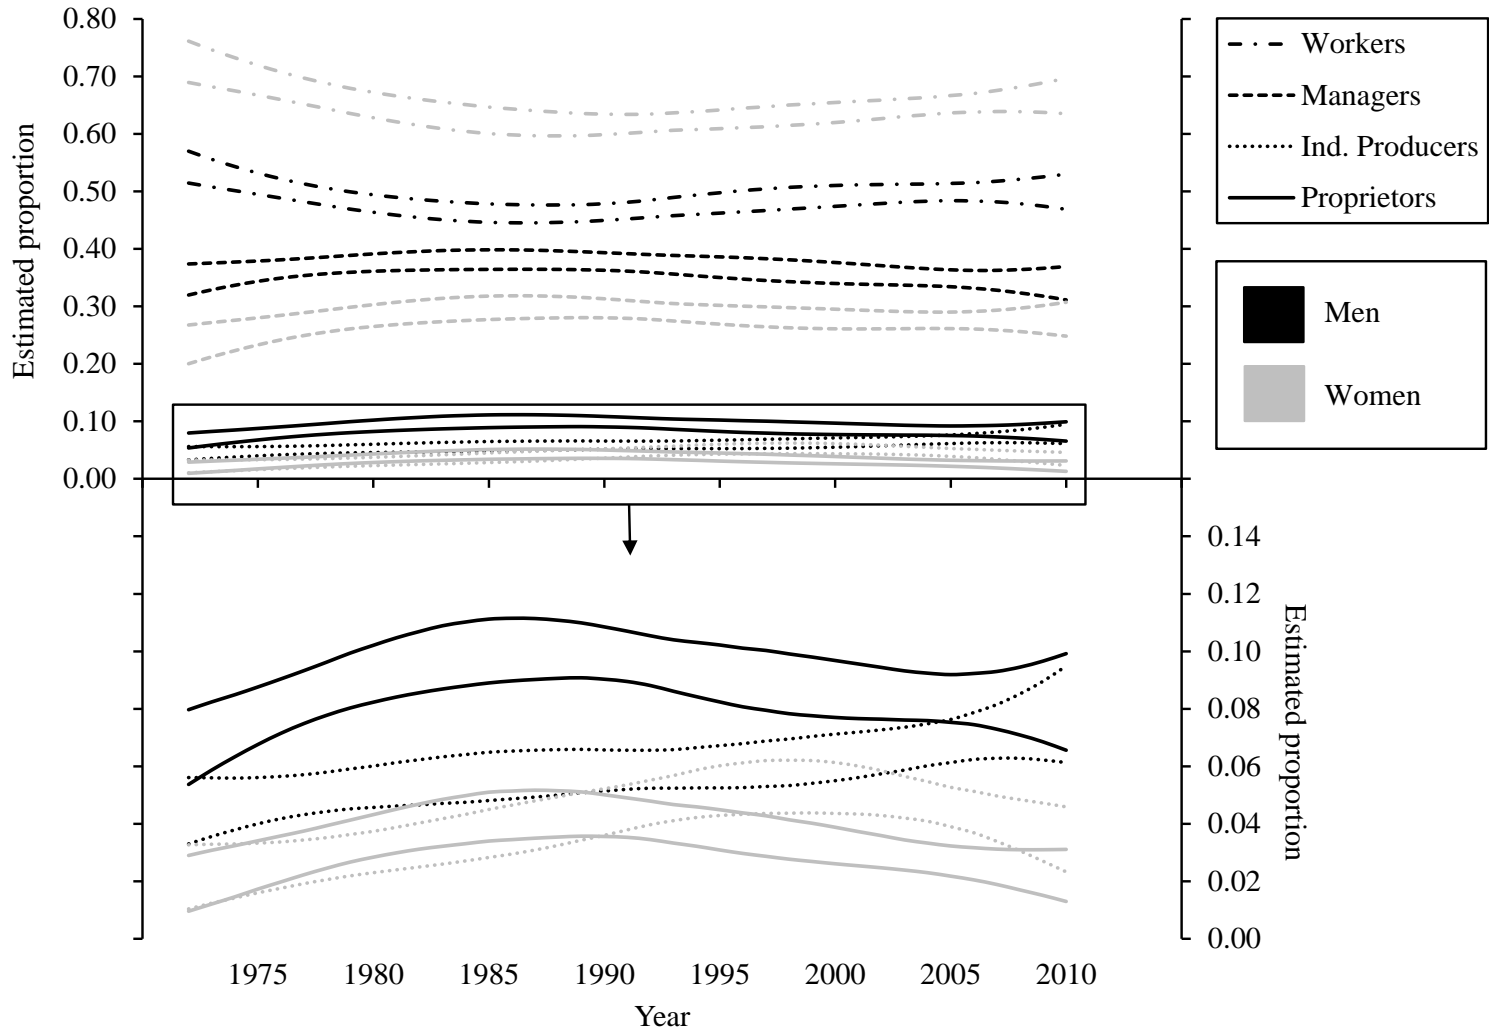 0.80
0.70
0.60
0.50
0.40
0.30
0.20
0.10
0.00
Estimated proportion
Workers
Managers
Ind. Producers
Proprietors
Men
Women
0.14
0.12
0.10
0.08
0.06
0.04
0.02
0.00
Estimated proportion
1975 1980 1985 1990 1995 2000 2005 2010
Year